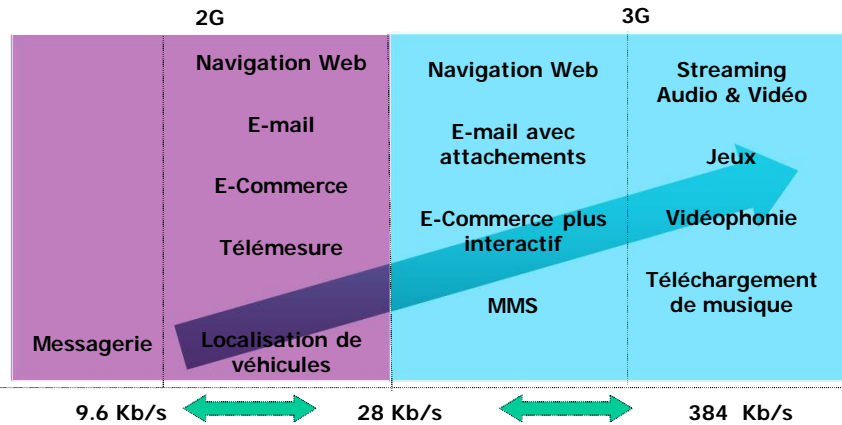 2G
3G
Messagerie
Navigation Web
E-mail
E-Commerce
Télémesure
Localisation de
véhicules
Navigation Web
E-mail avec
attachements
E-Commerce plus
interactif
MMS
Streaming
Audio & Vidéo
Jeux
Vidéophonie
Téléchargement
de musique
9.6 Kb/s
28 Kb/s
384 Kb/s